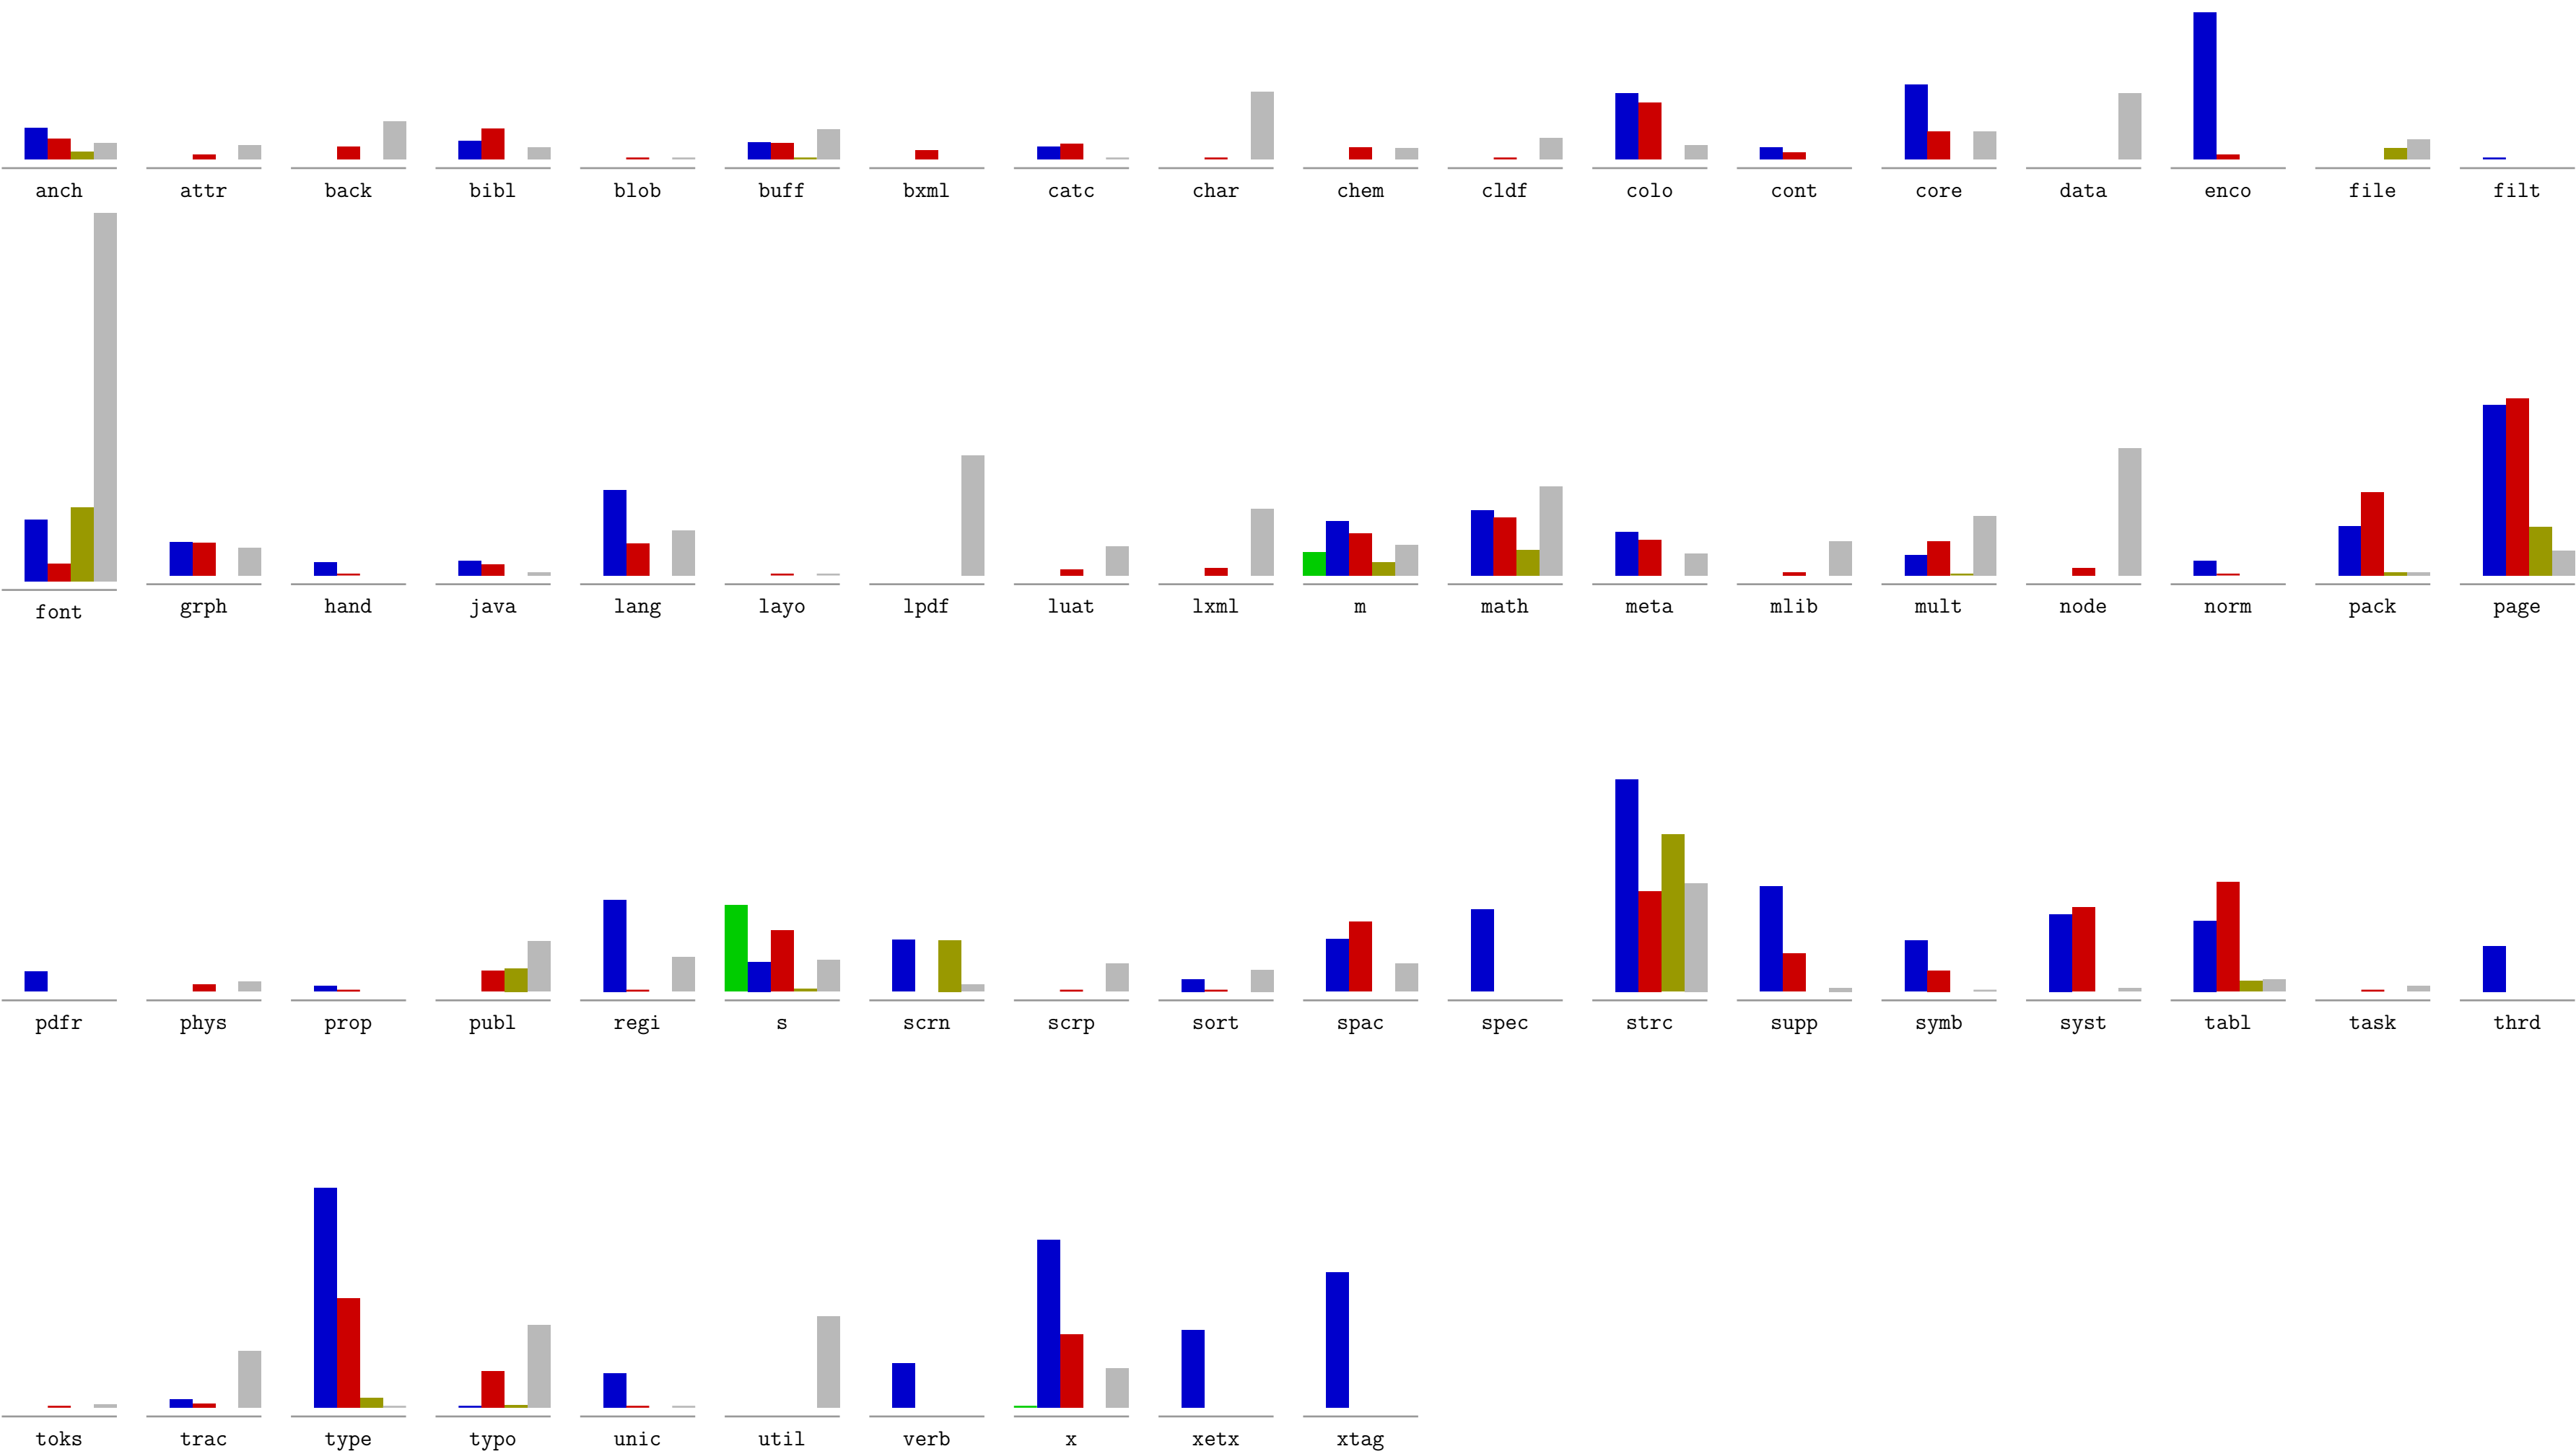 anch attr back bibl blob buff bxml catc char chem cldf colo cont core data enco file filt
font grph hand java lang layo lpdf luat lxml m math meta mlib mult node norm pack page
pdfr phys prop publ regi s scrn scrp sort spac spec strc supp symb syst tabl task thrd
toks trac type typo unic util verb x xetx xtag